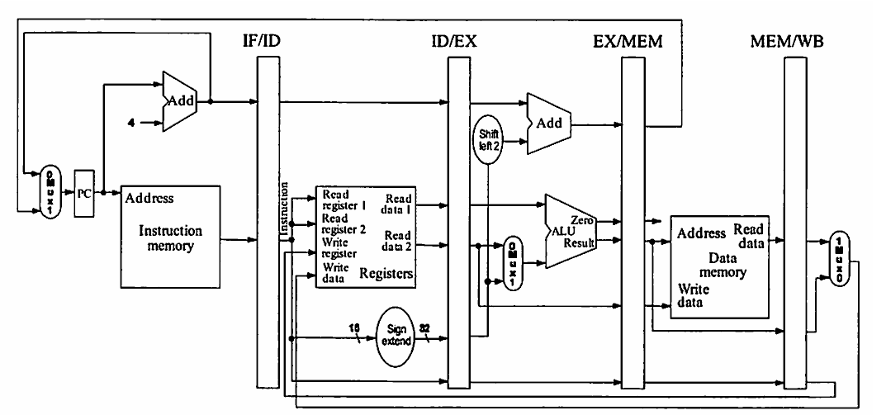 IF/ID
ID/EX
EX/MEM
MEM/WB
Add
4
Add
Shift
left 2
0
M
u
x
1
PC
Address
Instruction
memory
Instruction
Read
register 1
Read
data 1
Read
register 2
Write
register
Read
data 2
Write
data
Registers
0
M
u
x
1
Zero
ALU
Result
Address
Read
data
Data
memory
Write
data
1
M
u
x
0
16
Sign
extend
32